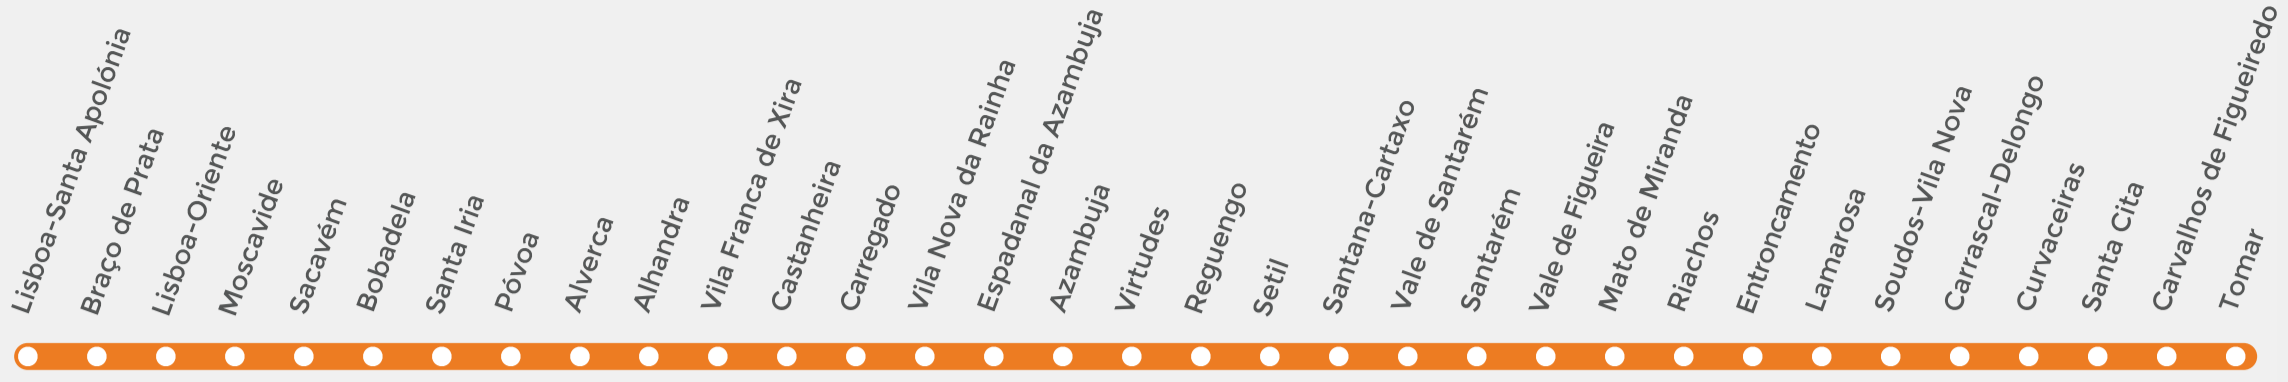 Lisboa-Santa Apolónia
Braço de Prata
Lisboa-Oriente
Moscavide
Sacavém
Bobadela
Santa Iria
Póvoa
Alverca
Alhandra
Vila Franca de Xira
Castanheira
Carregado
Vila Nova da Rainha
Espadanal da Azambuja
Azambuja
Virtudes
Reguengo
Setil
Santana-Cartaxo
Vale de Santarém
Santarém
Vale de Figueira
Mato de Miranda
Riachos
Entroncamento
Lamarosa
Soudos-Vila Nova
Carrascal-Delongo
Curvaceiras
Santa Cita
Carvalhos de Figueiredo
Tomar